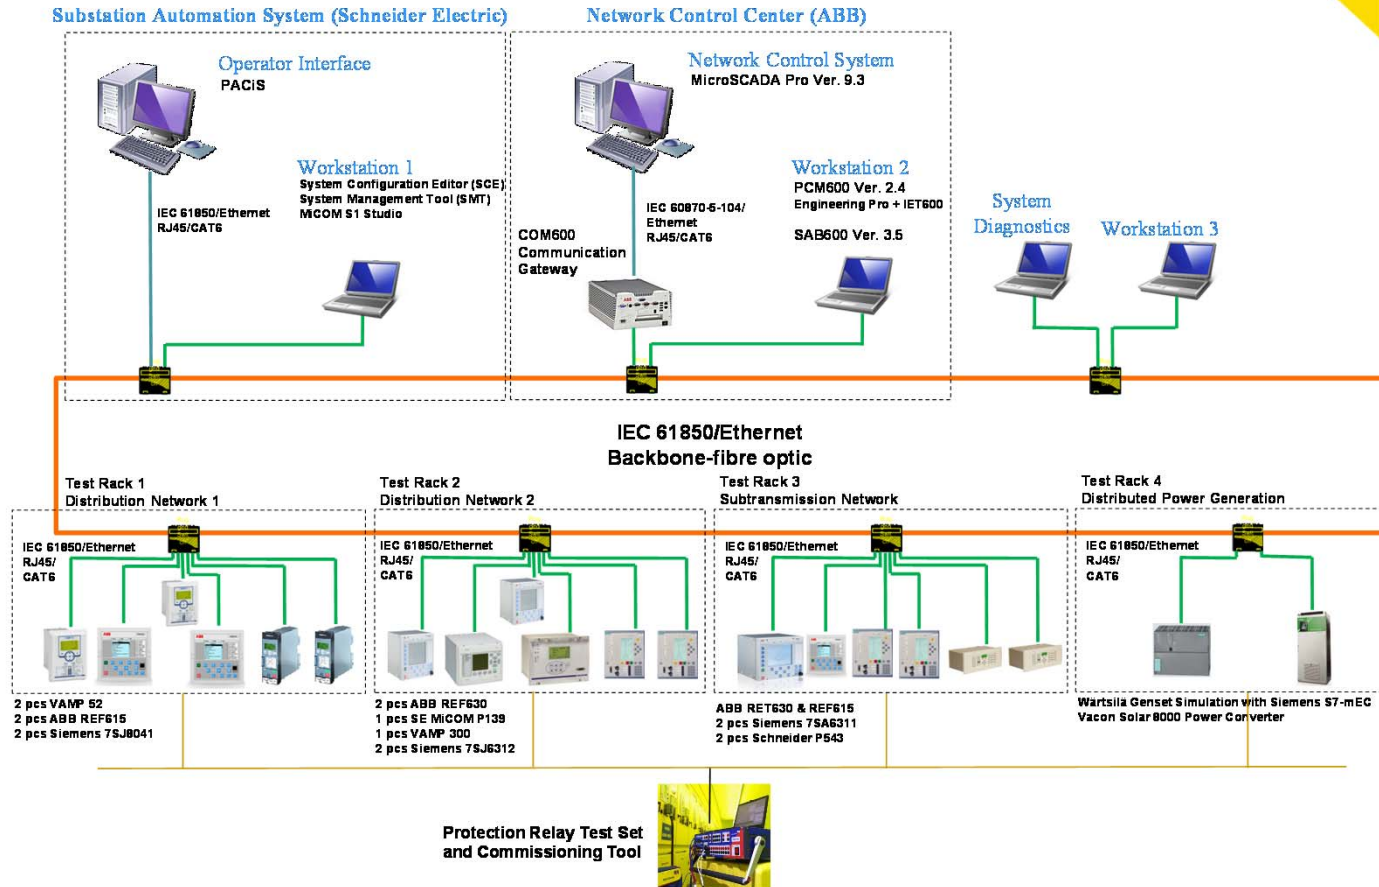 Substation Automation System (Schneider Electric)
Network Control Center (ABB)
Operator Interface
PACiS
Workstation 1
System Configuration Editor (SCE)
System Management Tool (SMT)
MiCOM S1 Studio
IEC 61850/Ethernet
RJ45/CAT6
Network Control System
MicroSCADA Pro Ver. 9.3
Workstation 2
PCM600 Ver. 2.4
Engineering Pro + IET600
SAB600 Ver. 3.5
IEC 60870-5-104/
Ethernet
RJ45/CAT6
COM600
Communication
Gateway
System
Diagnostics
Workstation 3
IEC 61850/Ethernet
Backbone-fibre optic
Test Rack 1
Distribution Network 1
IEC 61850/Ethernet
RJ45/
CAT6
2 pcs VAMP 52
2 pcs ABB REF615
2 pcs Siemens 7SJ8041
Test Rack 2
Distribution Network 2
IEC 61850/Ethernet
RJ45/
CAT6
2 pcs ABB REF630
1 pcs SE MiCOM P139
1 pcs VAMP 300
2 pcs Siemens 7SJ6312
Test Rack 3
Subtransmission Network
IEC 61850/Ethernet
RJ45/
CAT6
ABB RET630 & REF615
2 pcs Siemens 7SA6311
2 pcs Schneider P543
Test Rack 4
Distributed Power Generation
IEC 61850/Ethernet
RJ45/
CAT6
Wärtsilä Genset Simulation with Siemens S7-mEC
Vacon Solar 8000 Power Converter
Protection Relay Test Set
and Commissioning Tool